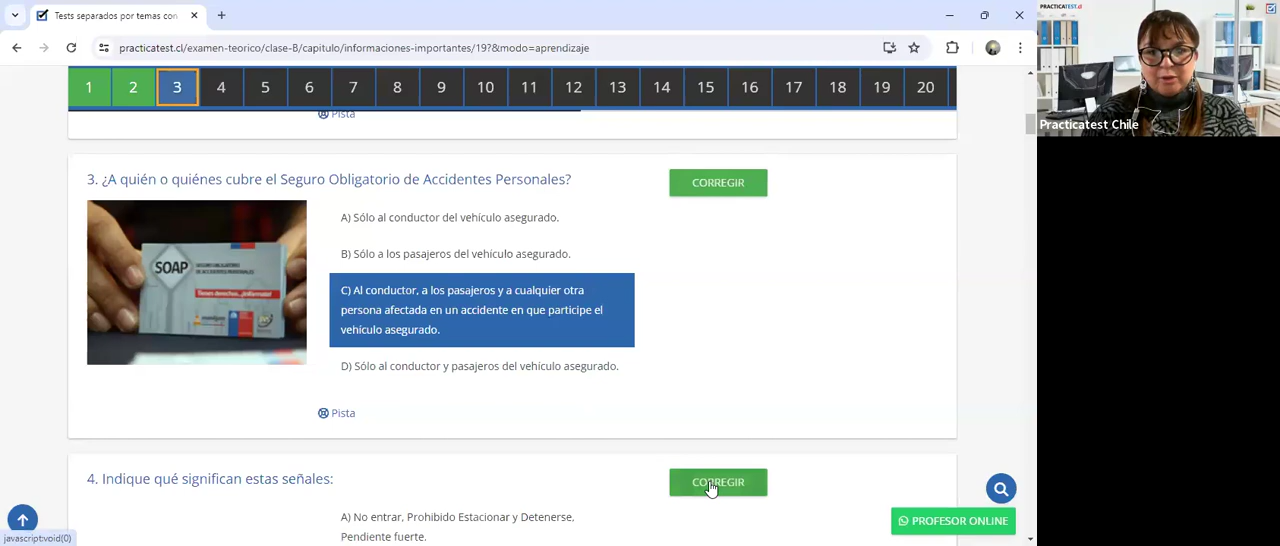 Tests separados por temas con
practicatest.cl/examen-teorico/clase-B/capitulo/informaciones-importantes/19?&modo=aprendizaje
PRACTICATEST.cl
Practicatest Chile
1 2 3 4 5 6 7 8 9 10 11 12 13 14 15 16 17 18 19 20
Pista
3. ¿A quién o quiénes cubre el Seguro Obligatorio de Accidentes Personales?
CORREGIR
SOAP
A) Sólo al conductor del vehículo asegurado.
B) Sólo a los pasajeros del vehículo asegurado.
C) Al conductor, a los pasajeros y a cualquier otra
persona afectada en un accidente en que participe el
vehículo asegurado.
D) Sólo al conductor y pasajeros del vehículo asegurado.
Pista
4. Indique qué significan estas señales:
CORREGIR
A) No entrar, Prohibido Estacionar y Detenerse,
Pendiente fuerte.
PROFESOR ONLINE
javascript:void(0)